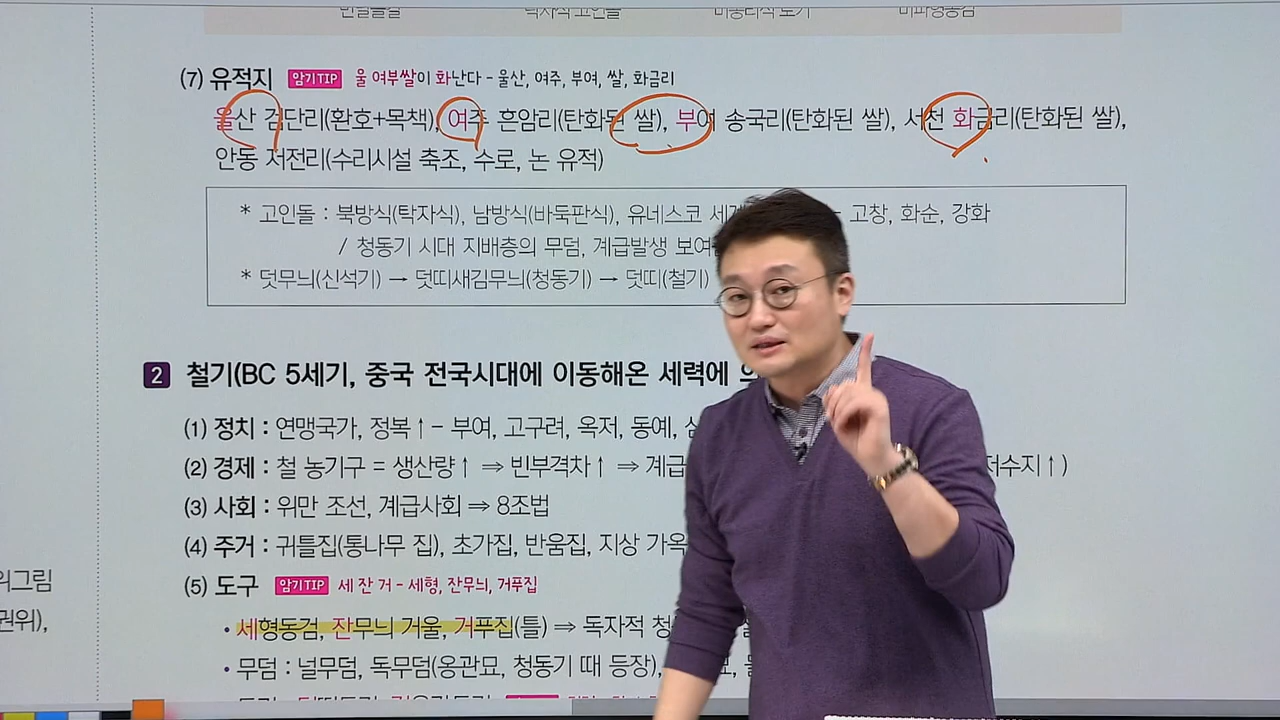 (7) 유적지 암기TIP 울 여부쌀이 화난다 - 울산, 여주, 부여, 쌀, 화금리
울산 검단리(환호+목책), 여주 흔암리(탄화된 쌀), 부여 송국리(탄화된 쌀), 서천 화금리(탄화된 쌀),
안동 저전리(수리시설 축조, 수로, 논 유적)
* 고인돌 : 북방식(탁자식), 남방식(바둑판식), 유네스코 고창, 화순, 강화
/ 청동기 시대 지배층의 무덤, 계급발생
* 덧무늬(신석기) → 덧띠새김무늬(청동기) → 덧띠(철기)
2 철기(BC 5세기, 중국 전국시대에 이동해온 세력에
(1) 정치 : 연맹국가, 정복↑ - 부여, 고구려, 옥저, 동예,
(2) 경제 : 철 농기구 = 생산량↑ ⇒ 빈부격차↑ ⇒ 계급 저수지↑)
(3) 사회 : 위만 조선, 계급사회 ⇒ 8조법
(4) 주거 : 귀틀집(통나무 집), 초가집, 반움집, 지상 가옥
(5) 도구 암기TIP 세 잔 거 - 세형, 잔무늬, 거푸집
• 세형동검, 잔무늬 거울, 거푸집(틀) ⇒ 독자적
• 무덤 : 널무덤, 독무덤(옹관묘, 청동기 때 등장),
위그림
권위),